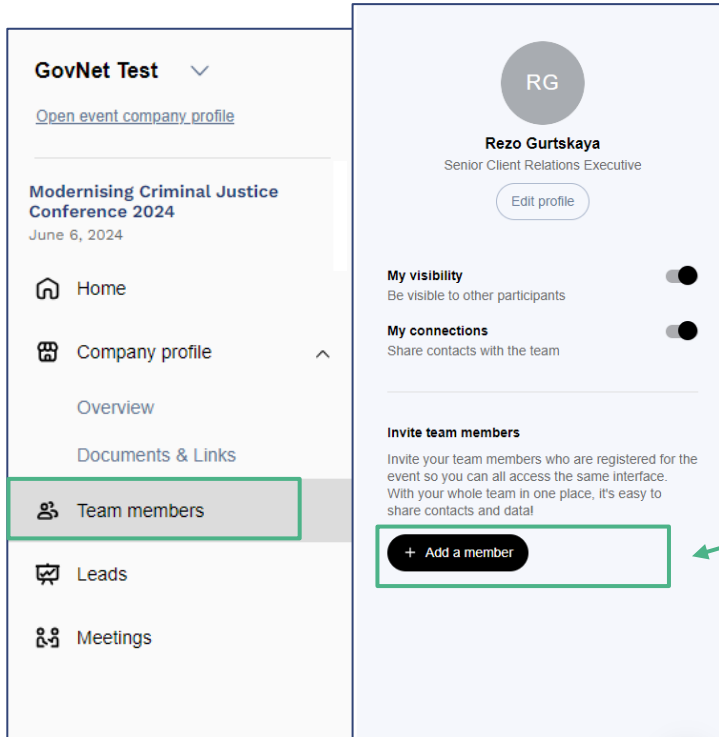 GovNet Test
Open event company profile
Modernising Criminal Justice
Conference 2024
June 6, 2024
Home
Company profile
Overview
Documents & Links
Team members
Leads
Meetings
RG
Rezo Gurtskaya
Senior Client Relations Executive
Edit profile
My visibility
Be visible to other participants
My connections
Share contacts with the team
Invite team members
Invite your team members who are registered for the
event so you can all access the same interface.
With your whole team in one place, it's easy to
share contacts and data!
+ Add a member